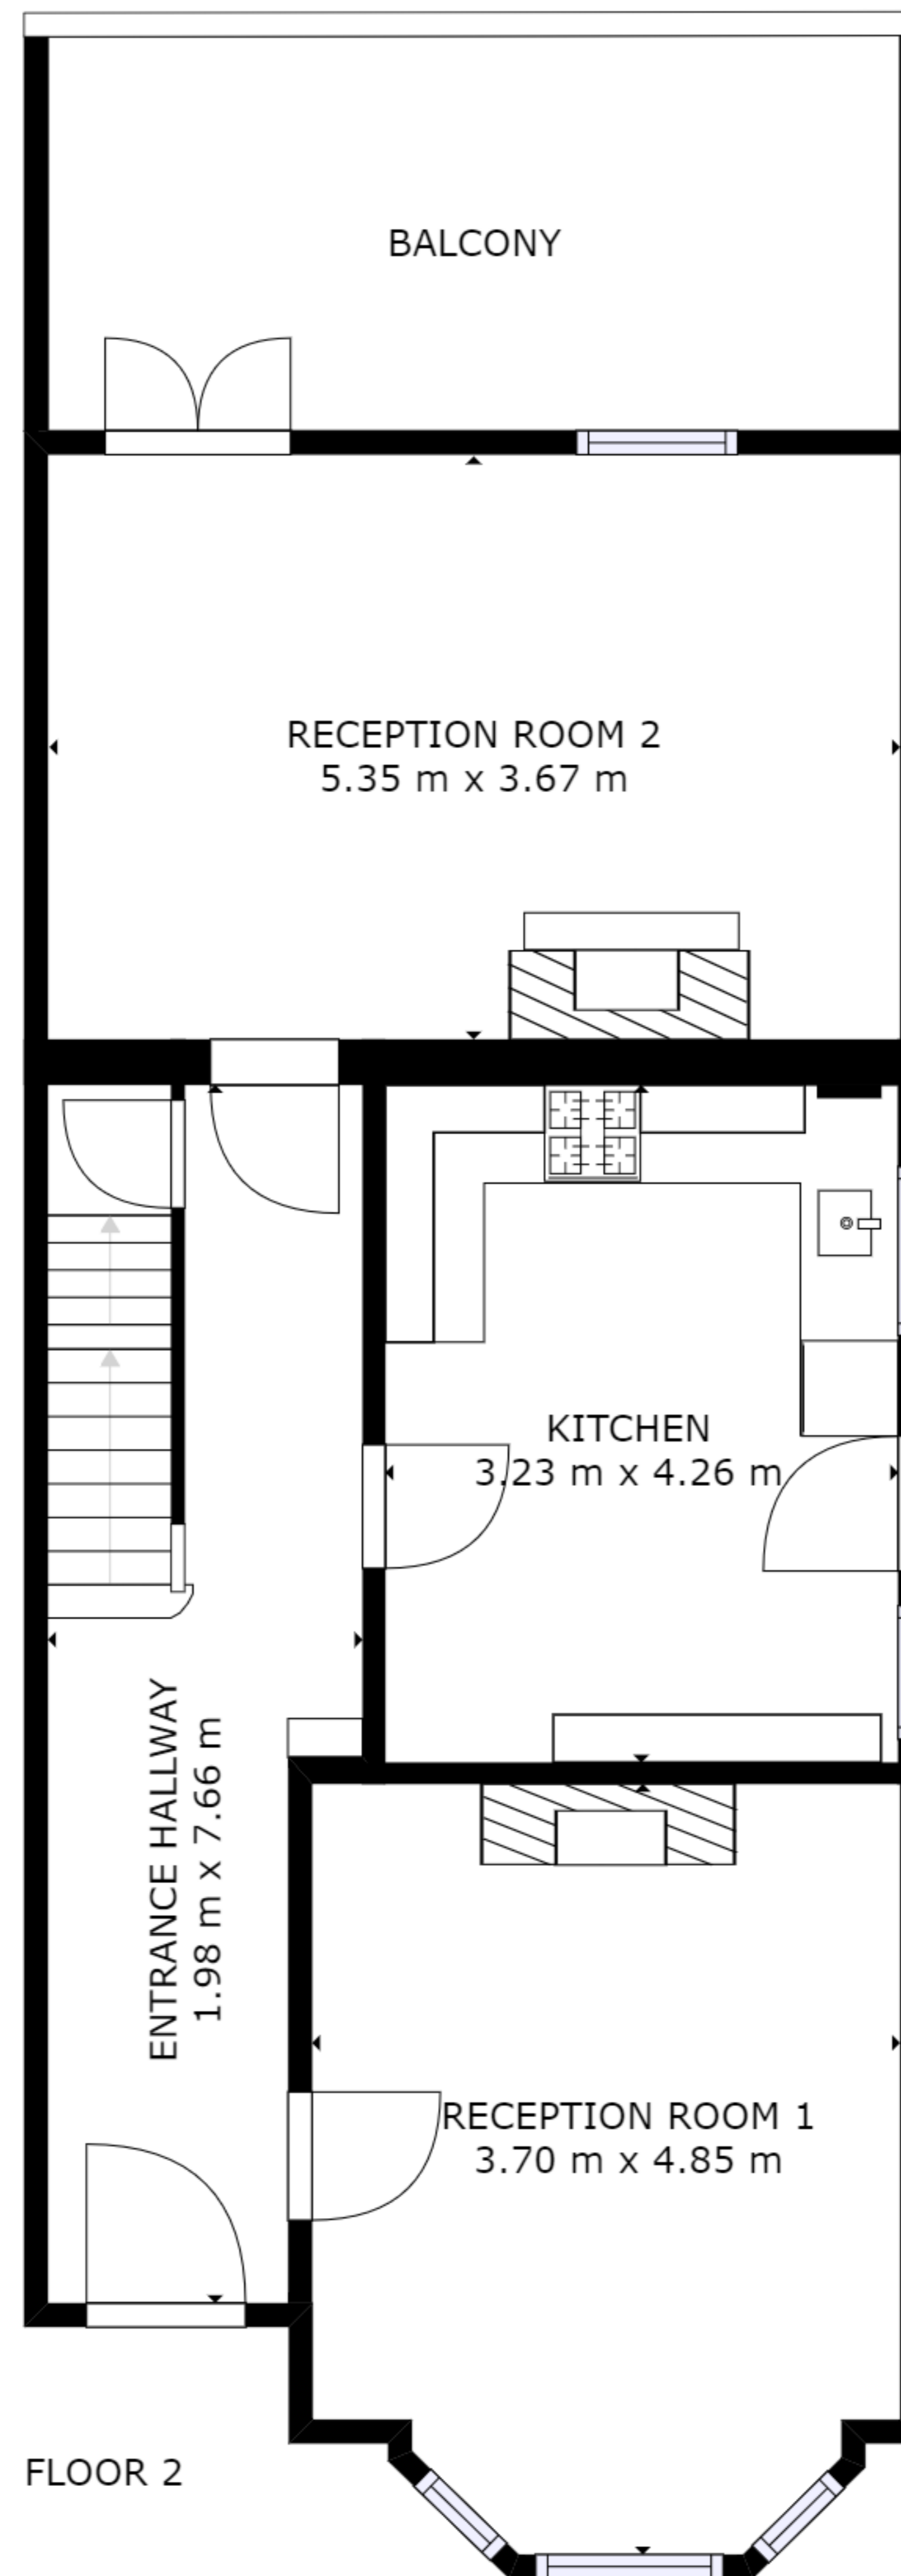 BALCONY
RECEPTION ROOM 2
5.35 m x 3.67 m
KITCHEN
3.23 m x 4.26 m
ENTRANCE HALLWAY
1.98 m x 7.66 m
RECEPTION ROOM 1
3.70 m x 4.85 m
FLOOR 2